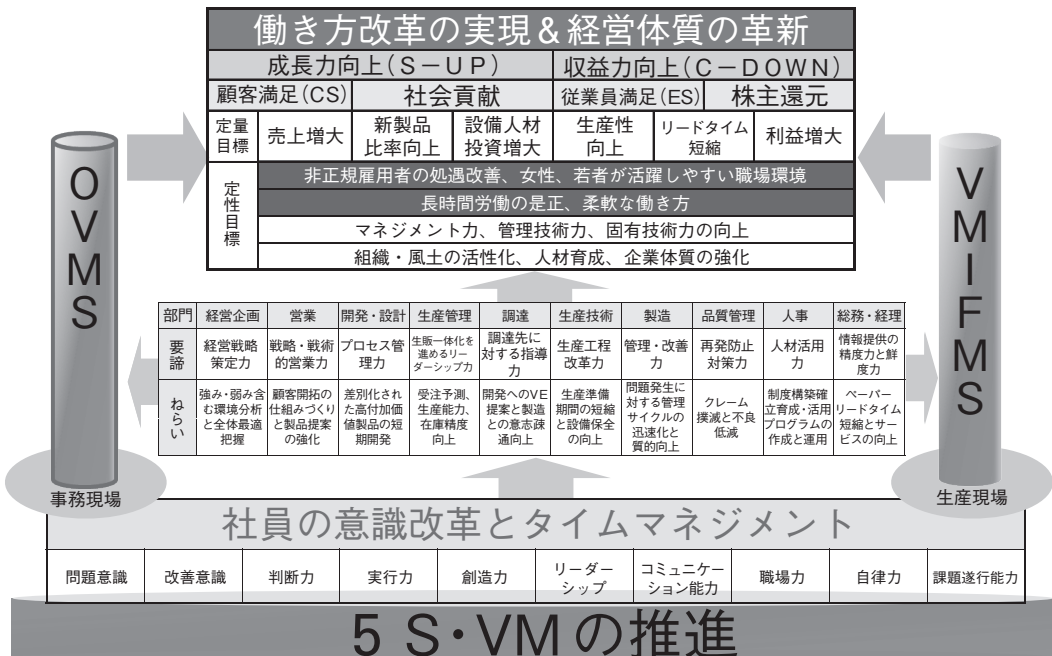 働き方改革の実現&経営体質の革新
成長力向上(S-UP)
収益力向上(C-DOWN)
顧客満足(CS)
社会貢献
従業員満足(ES)
株主還元
定量
目標
売上増大
新製品
比率向上
設備人材
投資増大
生産性
向上
リードタイム
短縮
利益増大
定性目標
非正規雇用者の処遇改善、女性、若者が活躍しやすい職場環境
長時間労働の是正、柔軟な働き方
マネジメント力、管理技術力、固有技術力の向上
組織・風土の活性化、人材育成、企業体質の強化
OVMS
事務現場
VMIFMS
生産現場
部門
経営企画
営業
開発・設計
生産管理
調達
生産技術
製造
品質管理
人事
総務・経理
要諦
経営戦略
策定力
戦略・戦術
的営業力
プロセス管
理力
生販一体化を
進めるリー
ダーシップ力
調達先に
対する指導
力
生産工程
改革力
管理・改善
力
再発防止
対策力
人材活用
力
情報提供の
精度力と鮮
度力
ねらい
強み・弱み含
む環境分析
と全体最適
把握
顧客開拓の
仕組みづくり
と製品提案
の強化
差別化され
た高付加価
値製品の短
期開発
受注予測、
生産能力、
在庫精度
向上
開発へのVE
提案と製造
との意志疎
通向上
生産準備
期間の短縮
と設備保全
の向上
問題発生に
対する管理
サイクルの
迅速化と
質的向上
クレーム
撲滅と不良
低減
制度構築確
立育成・活用
プログラムの
作成と運用
ペーパー
リードタイム
短縮とサー
ビスの向上
社員の意識改革とタイムマネジメント
問題意識
改善意識
判断力
実行力
創造力
リーダー
シップ
コミュニケー
ション能力
職場力
自律力
課題遂行能力
5S・VMの推進